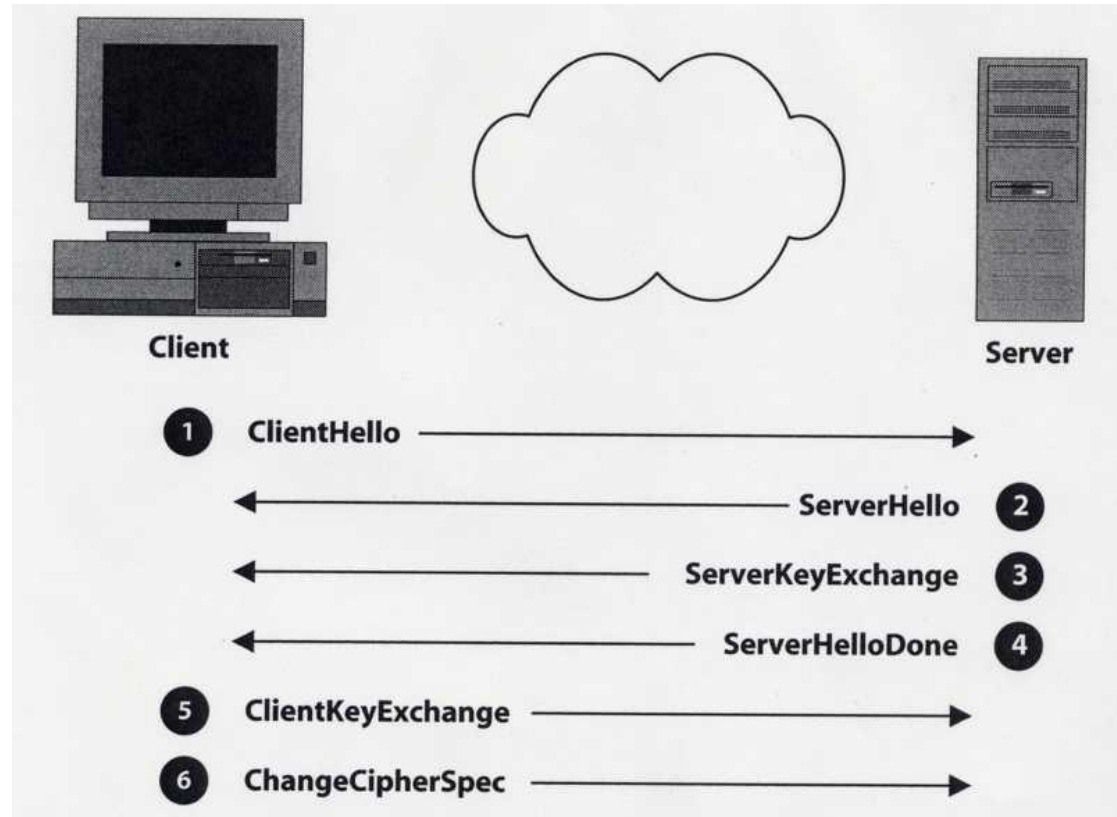 Client
Server
1 ClientHello
ServerHello 2
ServerKeyExchange 3
ServerHelloDone 4
5 ClientKeyExchange
6 ChangeCipherSpec